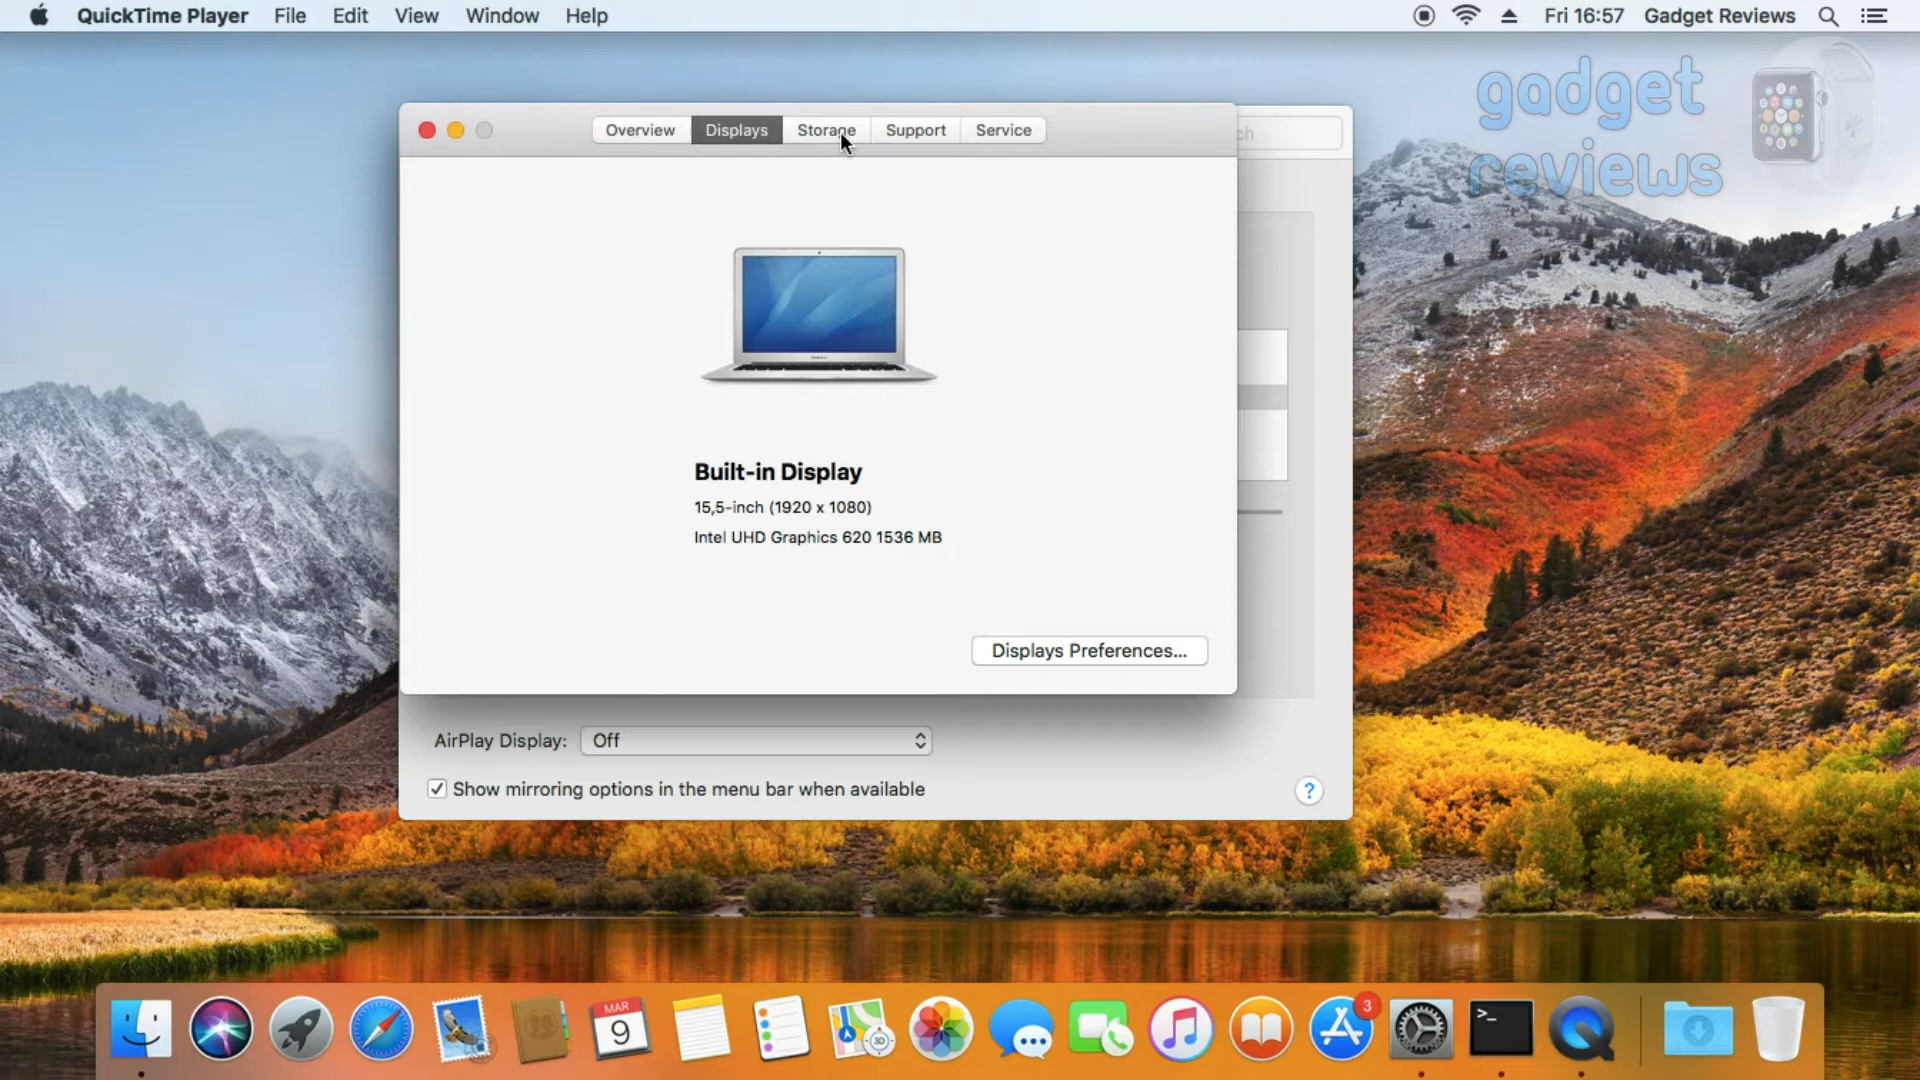 QuickTime Player File Edit View Window Help Fri 16:57 Gadget Reviews
gadget
reviews
Overview Displays Storage Support Service
ch
Built-in Display
15,5-inch (1920 x 1080)
Intel UHD Graphics 620 1536 MB
Displays Preferences...
AirPlay Display: Off
Show mirroring options in the menu bar when available ?
MAR
9
3D
3
>_